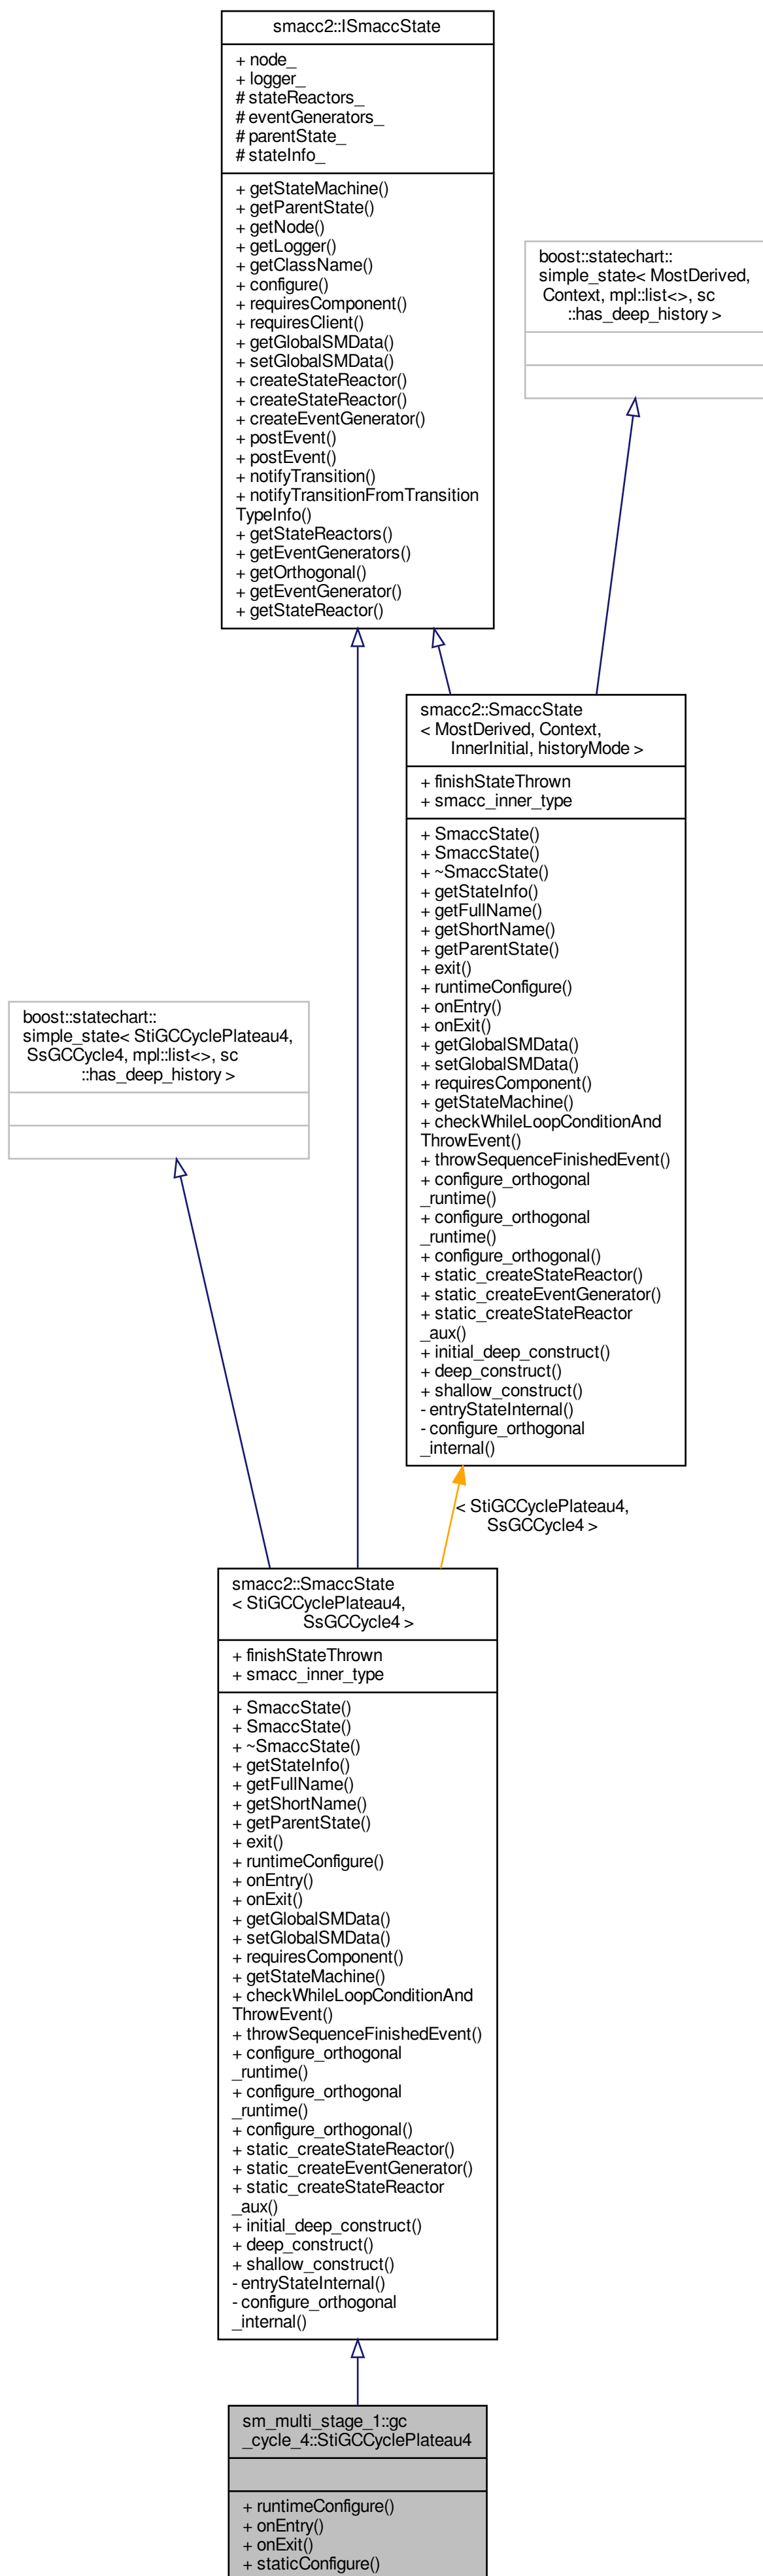 smacc2::ISmaccState
+ node_
+ logger_
# stateReactors_
# eventGenerators_
# parentState_
# stateInfo_
+ getStateMachine()
+ getParentState()
+ getNode()
+ getLogger()
+ getClassName()
+ configure()
+ requiresComponent()
+ requiresClient()
+ getGlobalSMData()
+ setGlobalSMData()
+ createStateReactor()
+ createStateReactor()
+ createEventGenerator()
+ postEvent()
+ postEvent()
+ notifyTransition()
+ notifyTransitionFromTransition
TypeInfo()
+ getStateReactors()
+ getEventGenerators()
+ getOrthogonal()
+ getEventGenerator()
+ getStateReactor()
boost::statechart::
simple_state< MostDerived,
Context, mpl::list<>, sc
::has_deep_history >
smacc2::SmaccState
< MostDerived, Context,
InnerInitial, historyMode >
+ finishStateThrown
+ smacc_inner_type
+ SmaccState()
+ SmaccState()
+ ~SmaccState()
+ getStateInfo()
+ getFullName()
+ getShortName()
+ getParentState()
+ exit()
+ runtimeConfigure()
+ onEntry()
+ onExit()
+ getGlobalSMData()
+ setGlobalSMData()
+ requiresComponent()
+ getStateMachine()
+ checkWhileLoopConditionAnd
ThrowEvent()
+ throwSequenceFinishedEvent()
+ configure_orthogonal
_runtime()
+ configure_orthogonal
_runtime()
+ configure_orthogonal()
+ static_createStateReactor()
+ static_createEventGenerator()
+ static_createStateReactor
_aux()
+ initial_deep_construct()
+ deep_construct()
+ shallow_construct()
- entryStateInternal()
- configure_orthogonal
_internal()
boost::statechart::
simple_state< StiGCCyclePlateau4,
SsGCCycle4, mpl::list<>, sc
::has_deep_history >
< StiGCCyclePlateau4,
SsGCCycle4 >
smacc2::SmaccState
< StiGCCyclePlateau4,
SsGCCycle4 >
+ finishStateThrown
+ smacc_inner_type
+ SmaccState()
+ SmaccState()
+ ~SmaccState()
+ getStateInfo()
+ getFullName()
+ getShortName()
+ getParentState()
+ exit()
+ runtimeConfigure()
+ onEntry()
+ onExit()
+ getGlobalSMData()
+ setGlobalSMData()
+ requiresComponent()
+ getStateMachine()
+ checkWhileLoopConditionAnd
ThrowEvent()
+ throwSequenceFinishedEvent()
+ configure_orthogonal
_runtime()
+ configure_orthogonal
_runtime()
+ configure_orthogonal()
+ static_createStateReactor()
+ static_createEventGenerator()
+ static_createStateReactor
_aux()
+ initial_deep_construct()
+ deep_construct()
+ shallow_construct()
- entryStateInternal()
- configure_orthogonal
_internal()
sm_multi_stage_1::gc
_cycle_4::StiGCCyclePlateau4
+ runtimeConfigure()
+ onEntry()
+ onExit()
+ staticConfigure()